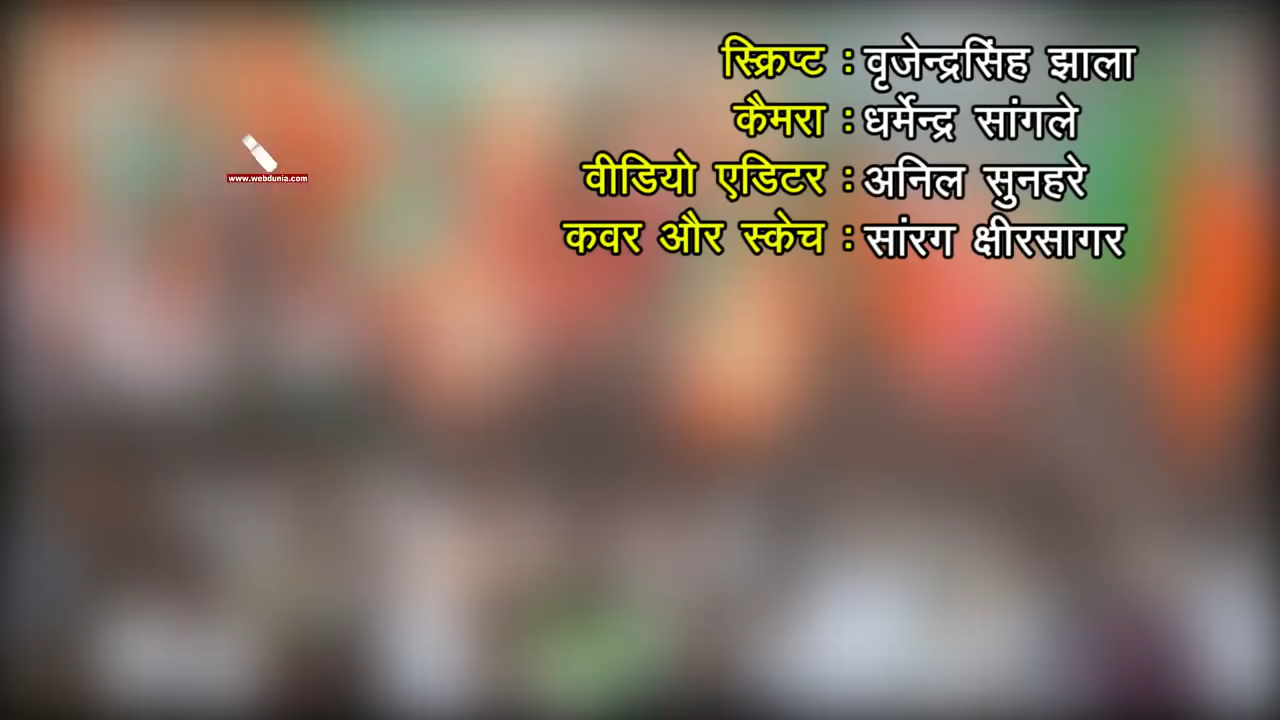 स्क्रिप्ट : वृजेन्द्रसिंह झाला
कैमरा : धर्मेन्द्र सांगले
वीडियो एडिटर : अनिल सुनहरे
कवर और स्केच : सांरग क्षीरसागर
www.webdunia.com